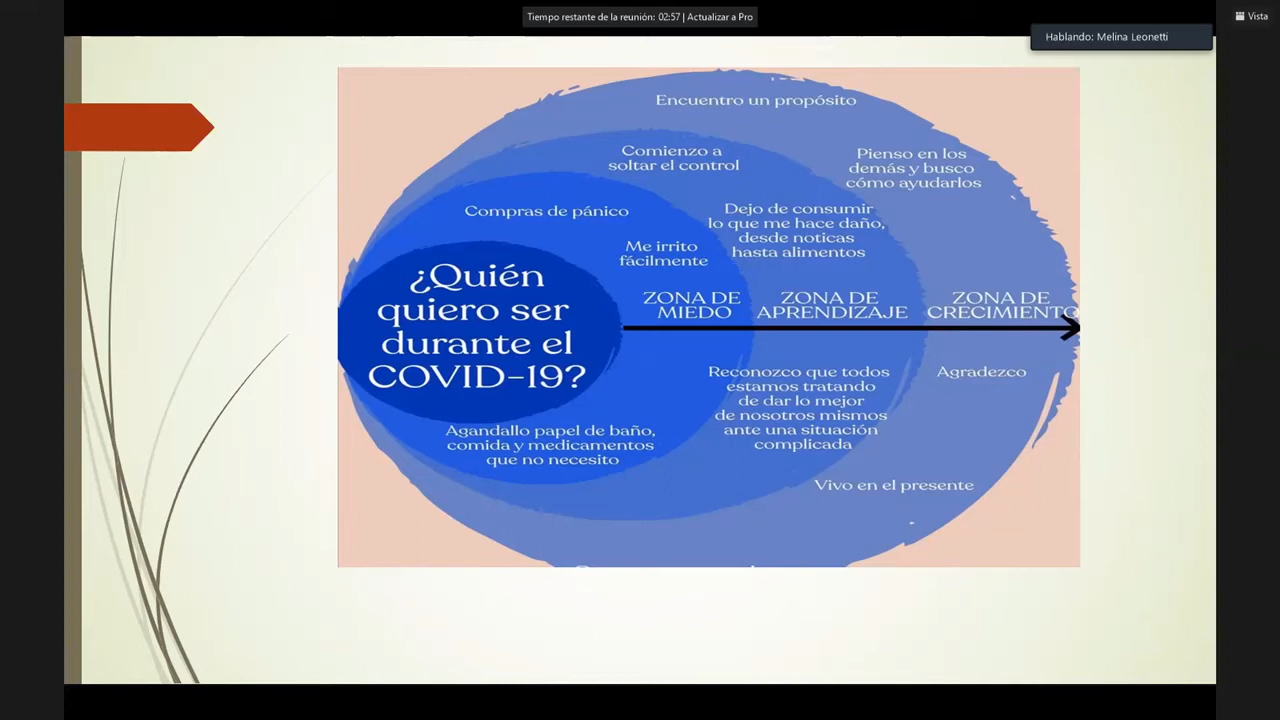 Tiempo restante de la reunión: 02:57 | Actualizar a Pro
Vista
Hablando: Melina Leonetti
Encuentro un propósito
Comienzo a
soltar el control
Pienso en los
demás y busco
cómo ayudarlos
Compras de pánico
Dejo de consumir
lo que me hace daño,
desde noticas
hasta alimentos
Me irrito
fácilmente
¿Quién
quiero ser
durante el
COVID-19?
ZONA DE
MIEDO
ZONA DE
APRENDIZAJE
ZONA DE
CRECIMIENTO
Reconozco que todos
estamos tratando
de dar lo mejor
de nosotros mismos
ante una situación
complicada
Agradezco
Agandallo papel de baño,
comida y medicamentos
que no necesito
Vivo en el presente